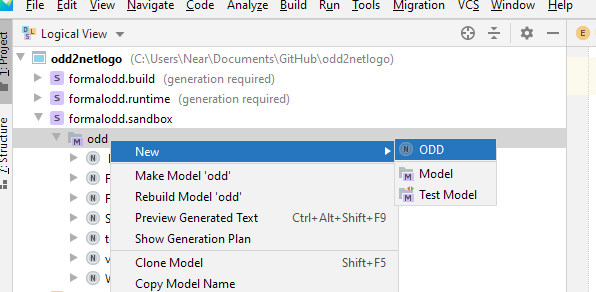 File Edit View Navigate Code Analyze Build Run Tools Migration VCS Window Help
1: Project
Logical View
E
odd2netlogo (C:\Users\Near\Documents\GitHub\odd2netlogo)
S formalodd.build (generation required)
S formalodd.runtime (generation required)
S formalodd.sandbox
7: Structure
M odd
New
N ODD
N
Make Model 'odd'
M Model
N
Rebuild Model 'odd'
Test Model
N
Preview Generated Text Ctrl+Alt+Shift+F9
N S
Show Generation Plan
N t
Clone Model Shift+F5
N v
Copy Model Name
N